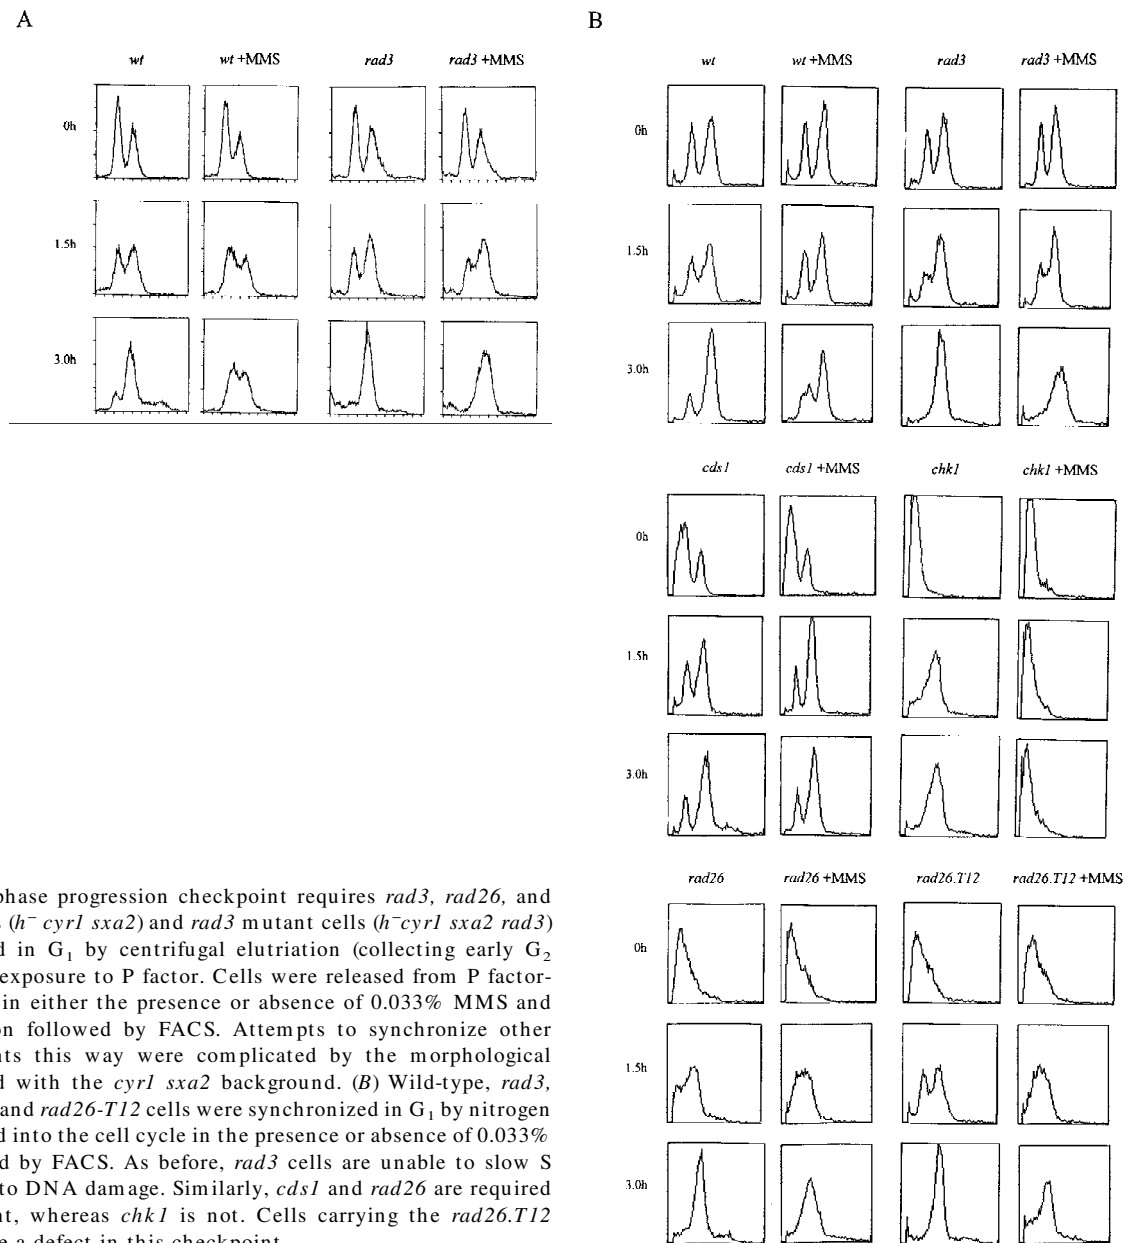 A
wt wt +MMS rad3 rad3 +MMS
0h
1.5h
3.0h
B
wt wt +MMS rad3 rad3 +MMS
0h
1.5h
3.0h
cds1 cds1 +MMS chk1 chk1 +MMS
0h
1.5h
3.0h
rad26 rad26 +MMS rad26.T12 rad26.T12 +MMS
0h
1.5h
3.0h
phase progression checkpoint requires rad3, rad26, and
(h⁻ cyr1 sxa2) and rad3 mutant cells (h⁻cyr1 sxa2 rad3)
in G₁ by centrifugal elutriation (collecting early G₂
exposure to P factor. Cells were released from P factor-
in either the presence or absence of 0.033% MMS and
on followed by FACS. Attempts to synchronize other
nts this way were complicated by the morphological
d with the cyr1 sxa2 background. (B) Wild-type, rad3,
and rad26-T12 cells were synchronized in G₁ by nitrogen
d into the cell cycle in the presence or absence of 0.033%
d by FACS. As before, rad3 cells are unable to slow S
to DNA damage. Similarly, cds1 and rad26 are required
nt, whereas chk1 is not. Cells carrying the rad26.T12
e a defect in this checkpoint.